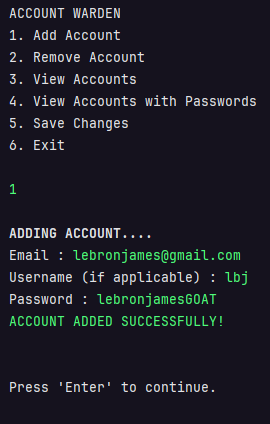 ACCOUNT WARDEN
1. Add Account
2. Remove Account
3. View Accounts
4. View Accounts with Passwords
5. Save Changes
6. Exit
1
ADDING ACCOUNT....
Email : lebronjames@gmail.com
Username (if applicable) : lbj
Password : lebronjamesGOAT
ACCOUNT ADDED SUCCESSFULLY!
Press 'Enter' to continue.